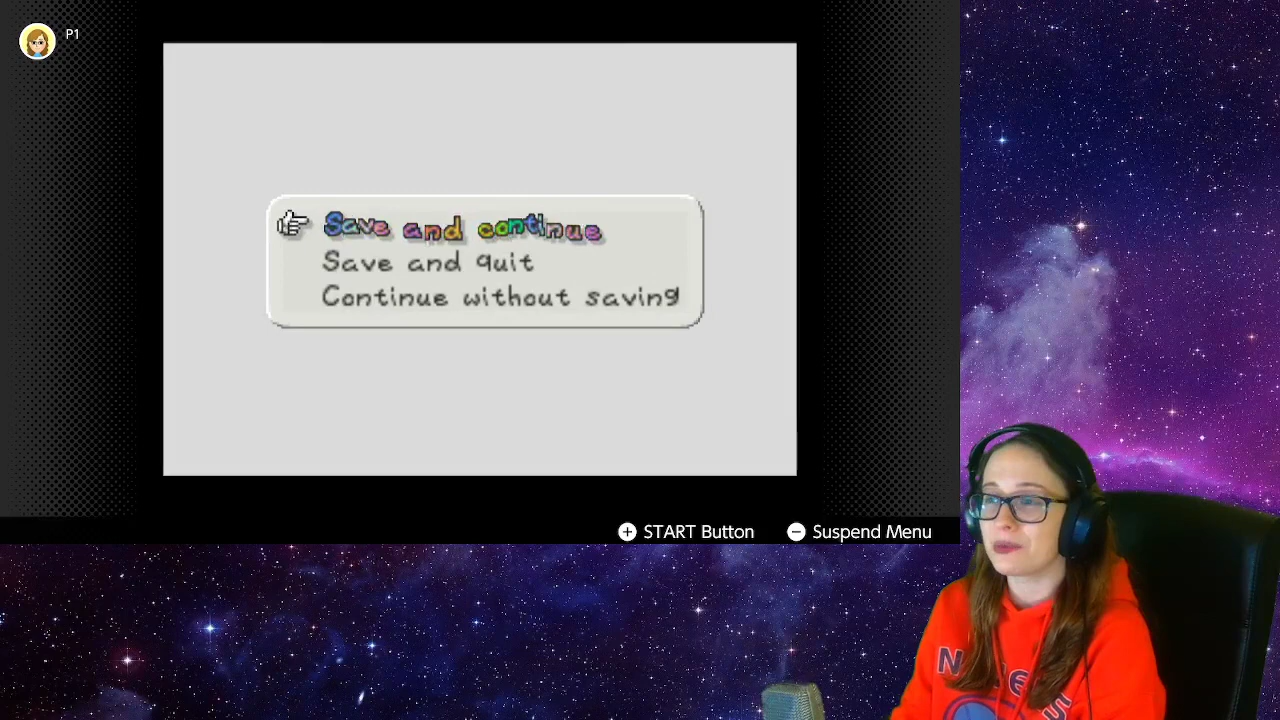 P1
Save and continue
Save and quit
Continue without saving
+ START Button
- Suspend Menu